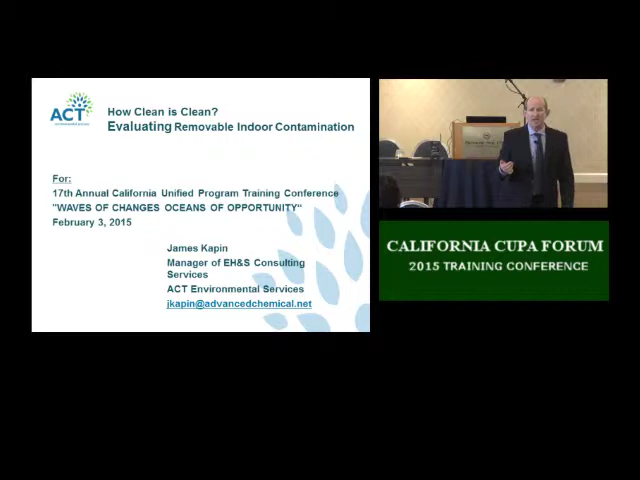 ACT
How Clean is Clean?
Evaluating Removable Indoor Contamination
For:
17th Annual California Unified Program Training Conference
"WAVES OF CHANGES OCEANS OF OPPORTUNITY"
February 3, 2015
James Kapin
Manager of EH&S Consulting
Services
ACT Environmental Services
jkapin@advancedchemical.net
CALIFORNIA CUPA FORUM
2015 TRAINING CONFERENCE